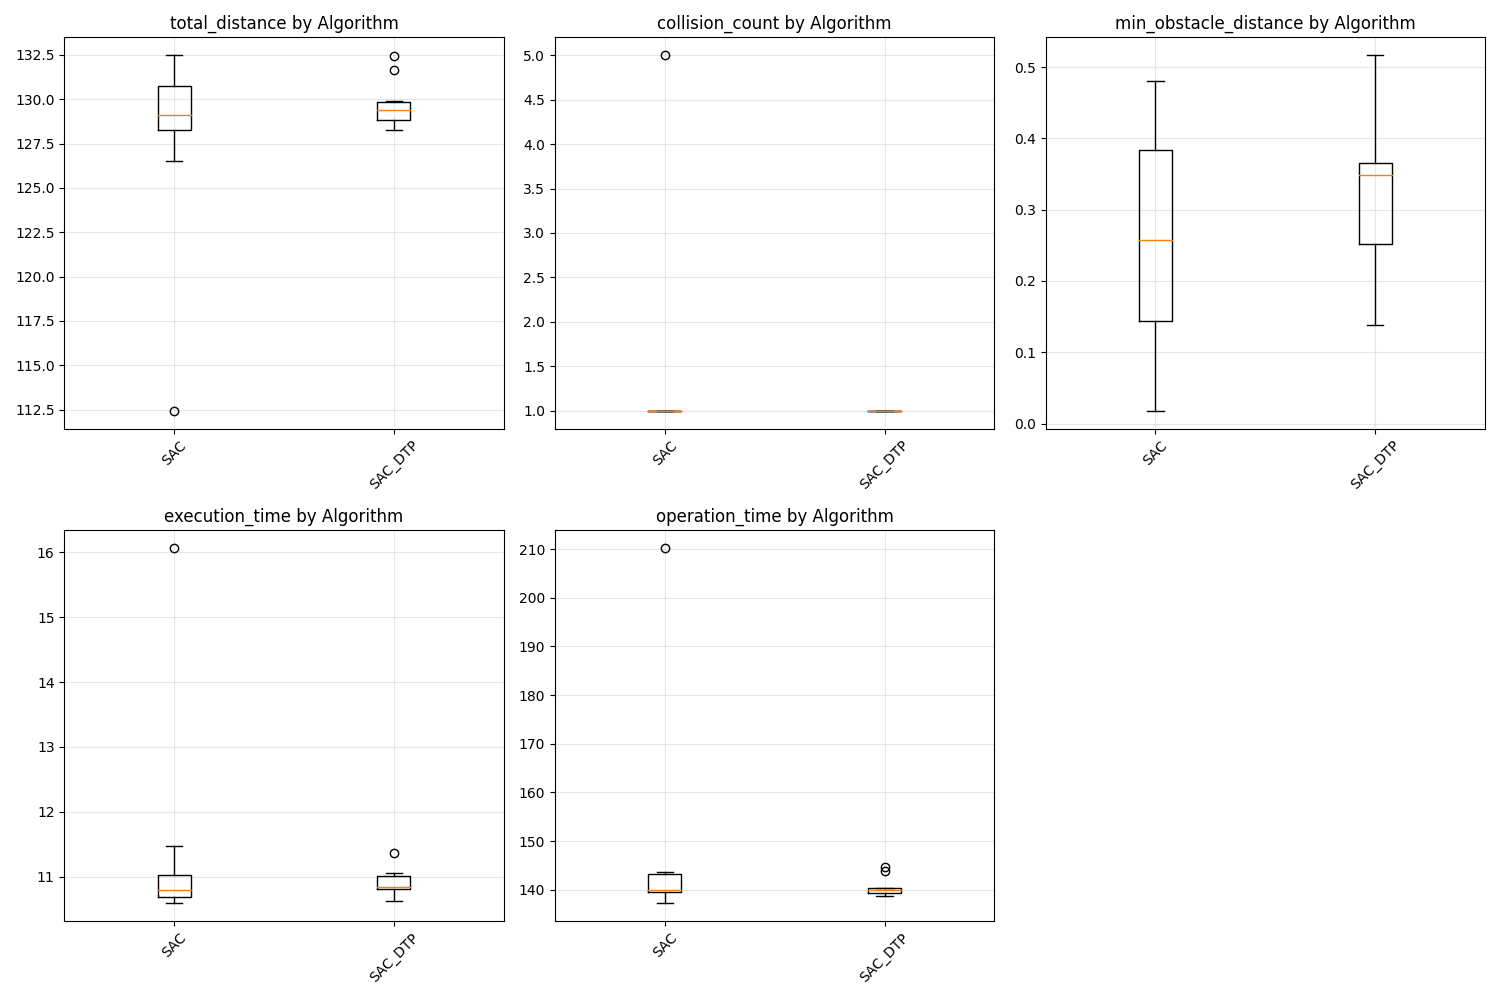 total_distance by Algorithm
132.5
130.0
127.5
125.0
122.5
120.0
117.5
115.0
112.5
SAC
SAC_DTP
collision_count by Algorithm
5.0
4.5
4.0
3.5
3.0
2.5
2.0
1.5
1.0
SAC
SAC_DTP
min_obstacle_distance by Algorithm
0.5
0.4
0.3
0.2
0.1
0.0
SAC
SAC_DTP
execution_time by Algorithm
16
15
14
13
12
11
SAC
SAC_DTP
operation_time by Algorithm
210
200
190
180
170
160
150
140
SAC
SAC_DTP